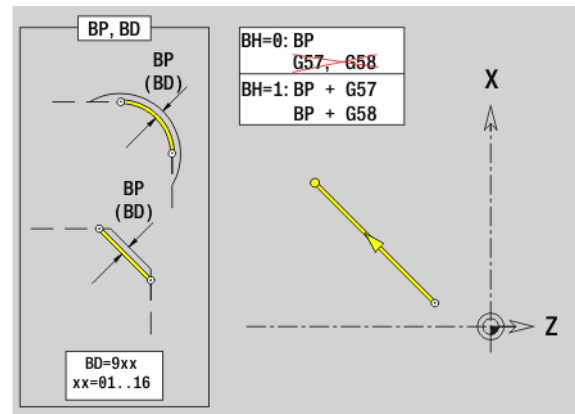 BP, BD
BP
(BD)
BP
(BD)
BD=9xx
xx=01..16
BH=0: BP
G57, G58
BH=1: BP + G57
BP + G58
X
Z